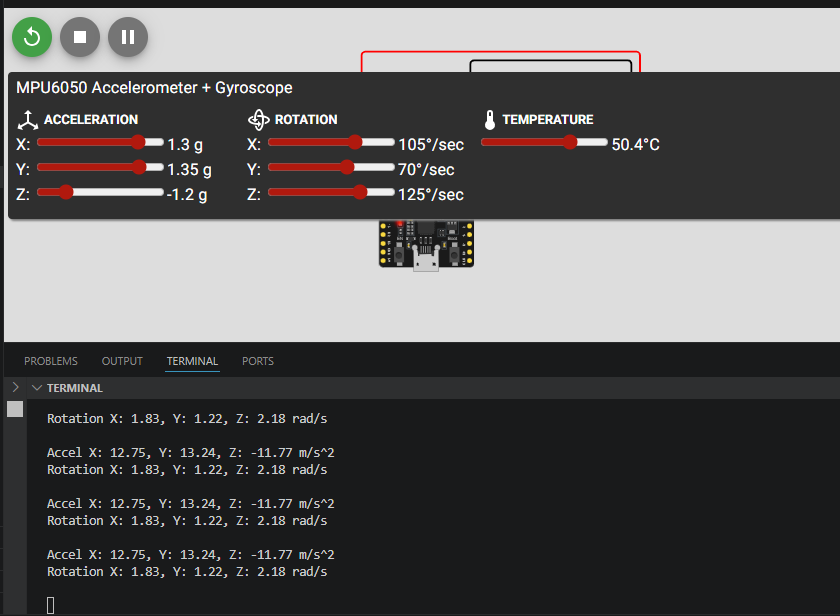 MPU6050 Accelerometer + Gyroscope
ACCELERATION ROTATION TEMPERATURE
X: 1.3 g X: 105°/sec 50.4°C
Y: 1.35 g Y: 70°/sec
Z: -1.2 g Z: 125°/sec
PROBLEMS OUTPUT TERMINAL PORTS
TERMINAL
Rotation X: 1.83, Y: 1.22, Z: 2.18 rad/s
Accel X: 12.75, Y: 13.24, Z: -11.77 m/s^2
Rotation X: 1.83, Y: 1.22, Z: 2.18 rad/s
Accel X: 12.75, Y: 13.24, Z: -11.77 m/s^2
Rotation X: 1.83, Y: 1.22, Z: 2.18 rad/s
Accel X: 12.75, Y: 13.24, Z: -11.77 m/s^2
Rotation X: 1.83, Y: 1.22, Z: 2.18 rad/s